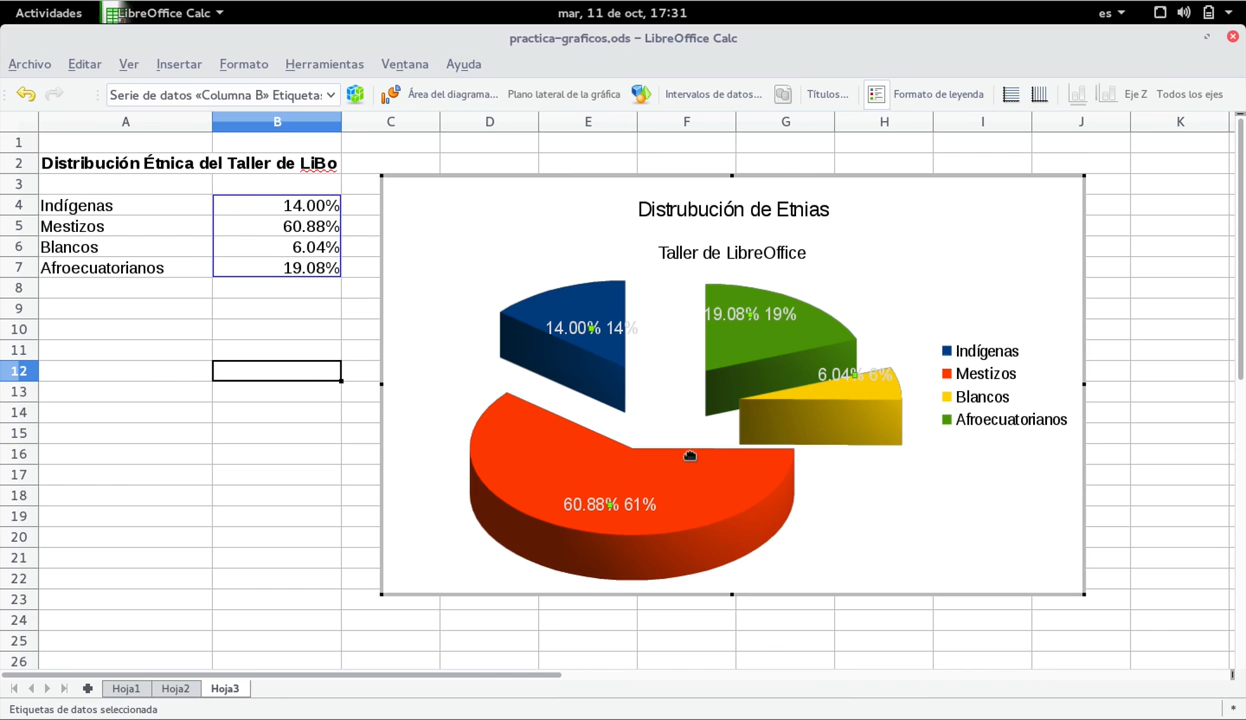 Actividades LibreOffice Calc mar, 11 de oct, 17:31 es
practica-graficos.ods – LibreOffice Calc
Archivo Editar Ver Insertar Formato Herramientas Ventana Ayuda
Serie de datos «Columna B» Etiqueta: Área del diagrama... Plano lateral de la gráfica Intervalos de datos... Títulos... Formato de leyenda Eje Z Todos los ejes
A B C D E F G H I J K
1
2 Distribución Étnica del Taller de LiBo
3
4 Indígenas 14.00%
5 Mestizos 60.88%
6 Blancos 6.04%
7 Afroecuatorianos 19.08%
8
9
10
11
12
13
14
15
16
17
18
19
20
21
22
23
24
25
26
Distrubución de Etnias
Taller de LibreOffice
19.08% 19%
14.00% 14%
6.04% 6%
60.88% 61%
Indígenas
Mestizos
Blancos
Afroecuatorianos
Hoja1 Hoja2 Hoja3
Etiquetas de datos seleccionada *